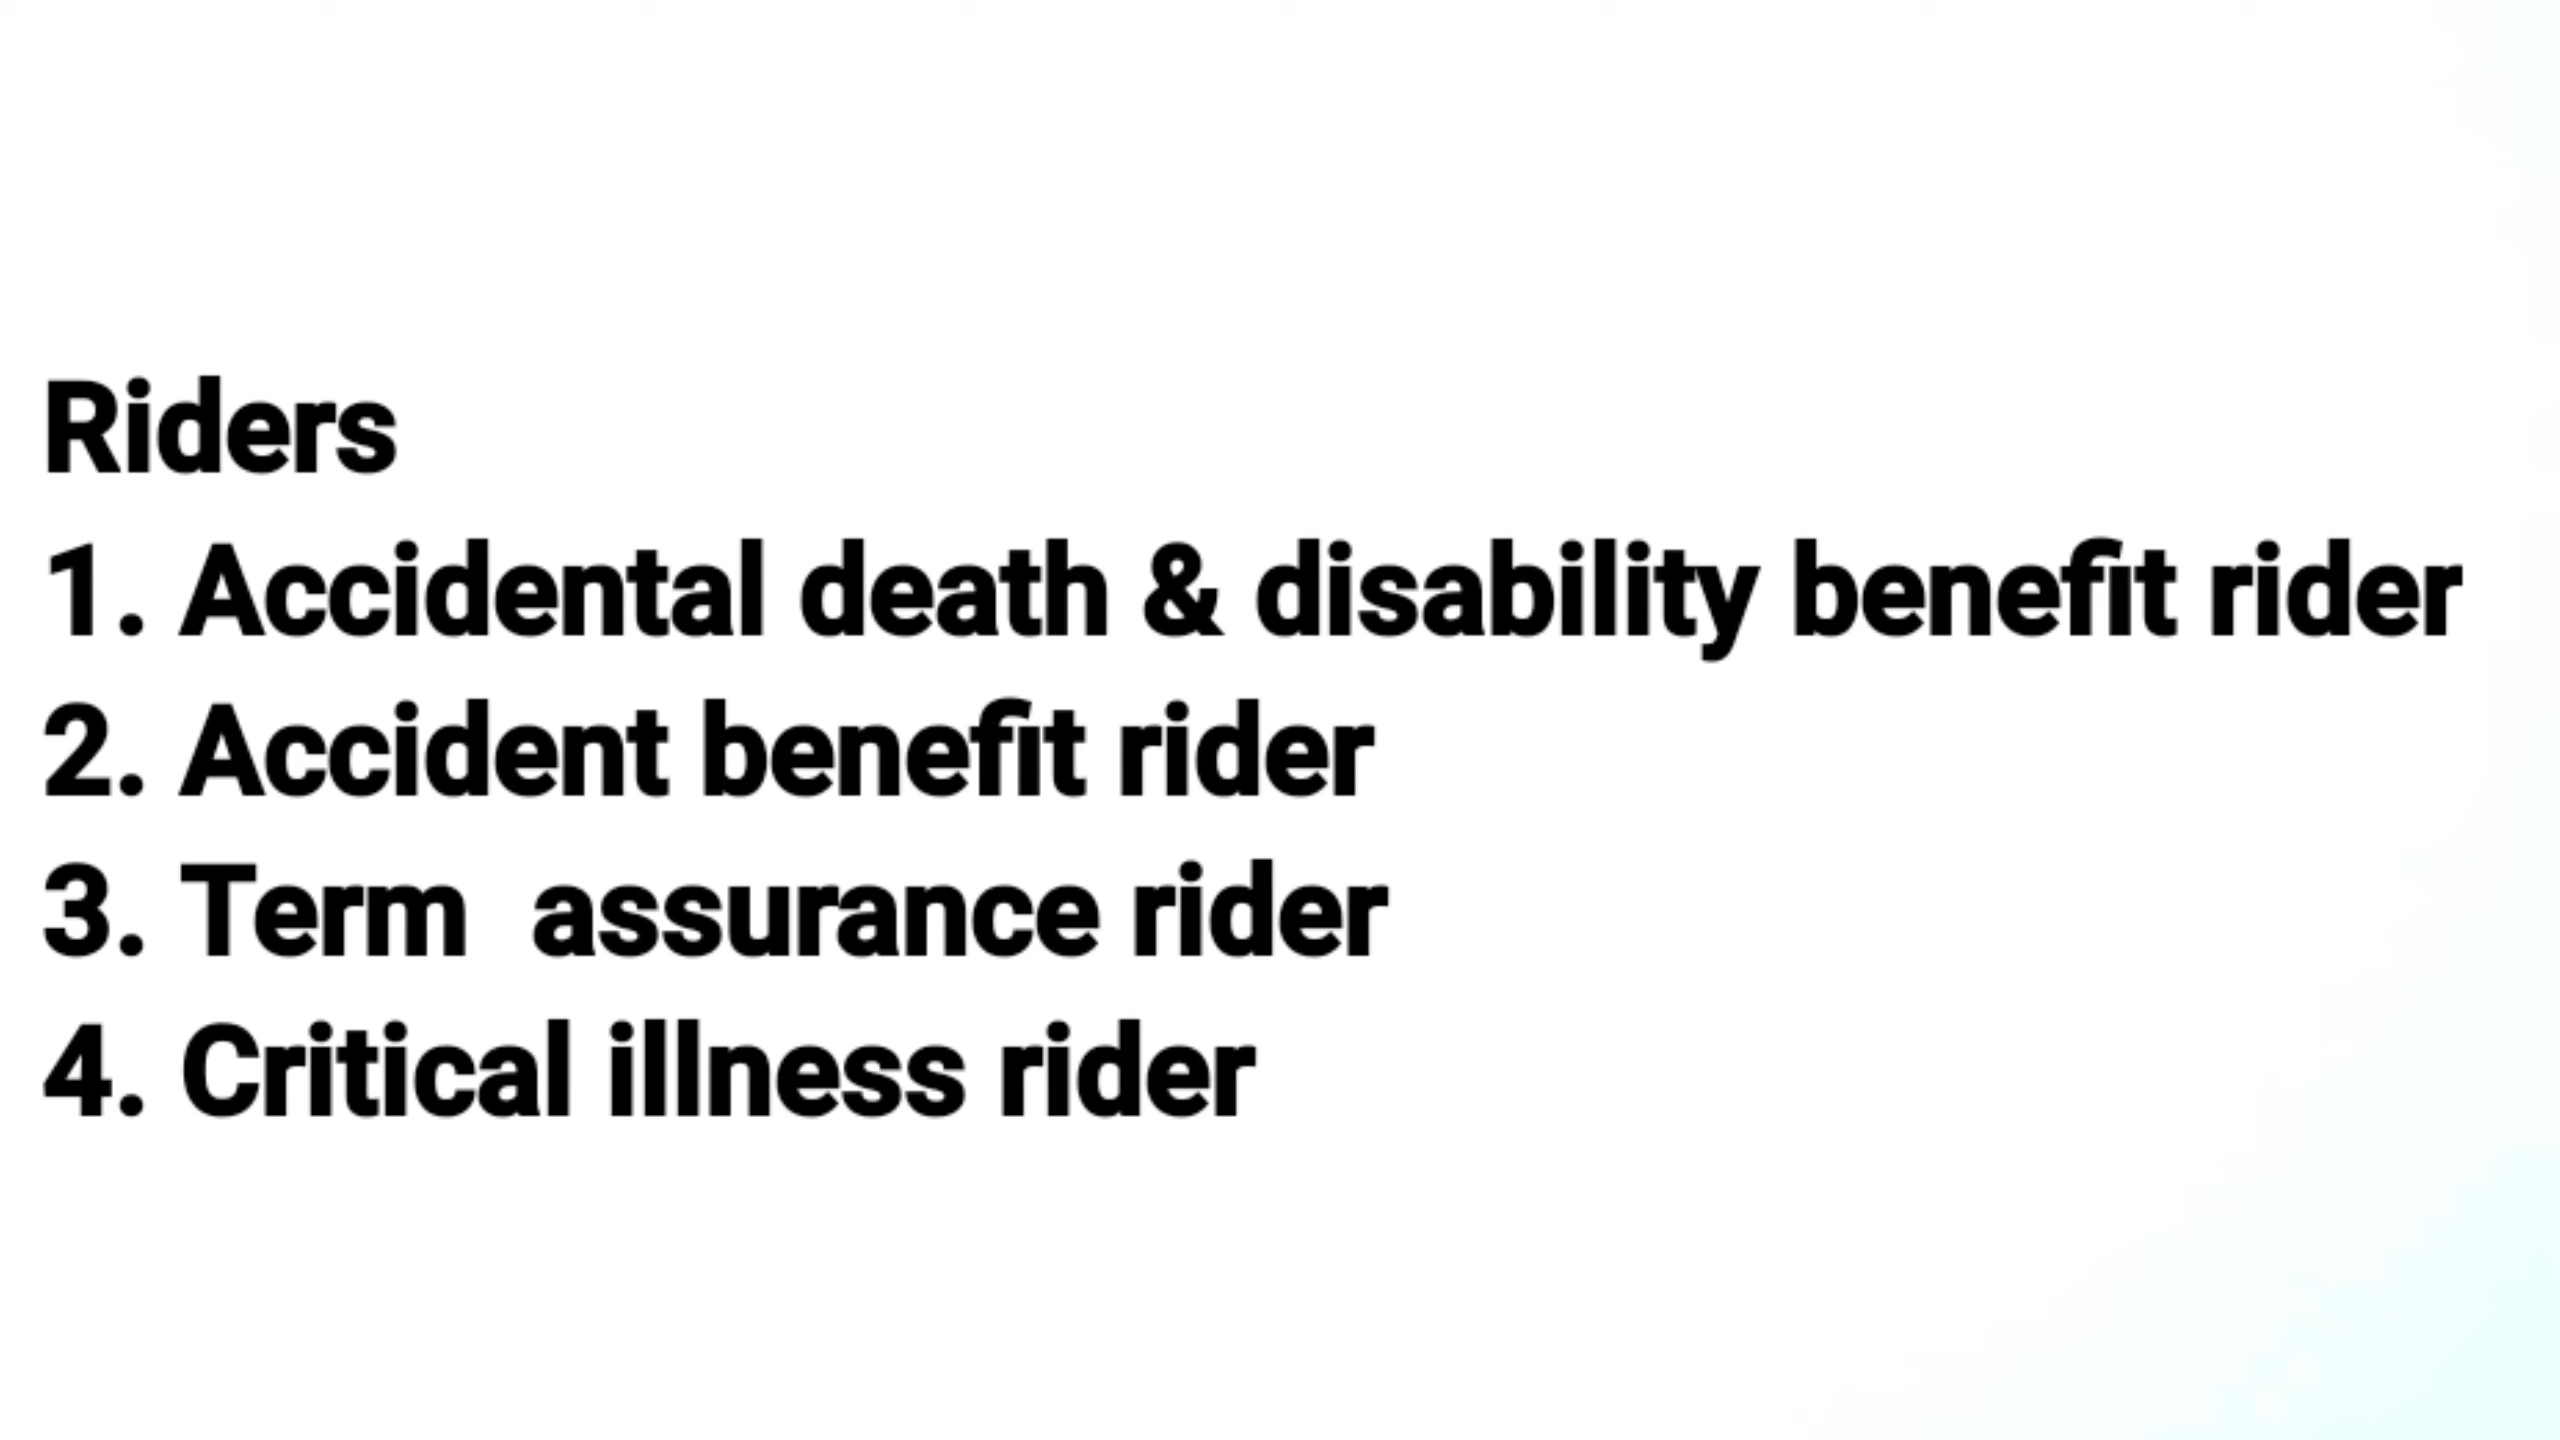 Riders
1. Accidental death & disability benefit rider
2. Accident benefit rider
3. Term  assurance rider
4. Critical illness rider